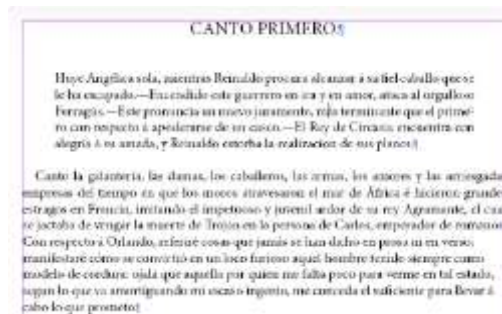 CANTO PRIMERO¶
Huye Angélica sola, mientras Reinaldo procura alcanzar á su fiel caballo que se
le ha escapado.—Encendido este guerrero en ira y en amor, ataca al orgulloso
Ferragús.—Este pronuncia un nuevo juramento, más terminante que el prime-
ro con respecto á apoderarse de un casco.—El Rey de Circasia encuentra con
alegría á su amada, y Reinaldo estorba la realización de sus planes¶
Canto la galantería, las damas, los caballeros, las armas, los amores y las arriesgada
empresas del tiempo en que los moros atravesaron el mar de África é hicieron grande
estragos en Francia, imitando el impetuoso y juvenil ardor de su rey Agramante, el cua
se jactaba de vengar la muerte de Trojan en la persona de Carlos, emperador de romanos
Con respecto á Orlando, referiré cosas que jamás se han dicho en prosa ni en verso;
manifestaré cómo se convirtió en un loco furioso aquel hombre tenido siempre como
modelo de cordura; ojalá que aquella por quien me falta poco para verme en tal estado,
segun lo que va amortiguando mi escaso ingenio, me conceda el suficiente para llevar á
cabo lo que prometo¶